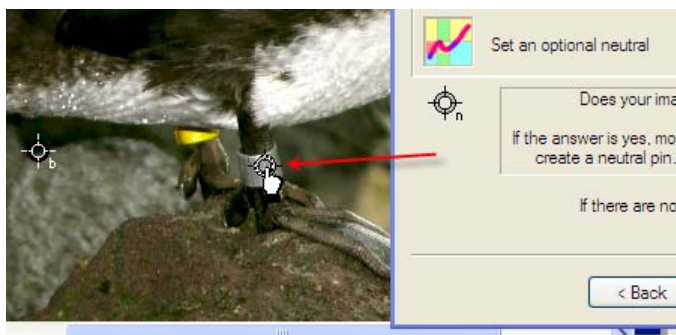 Set an optional neutral
n
Does your ima
If the answer is yes, mo
create a neutral pin.
If there are no
b
< Back